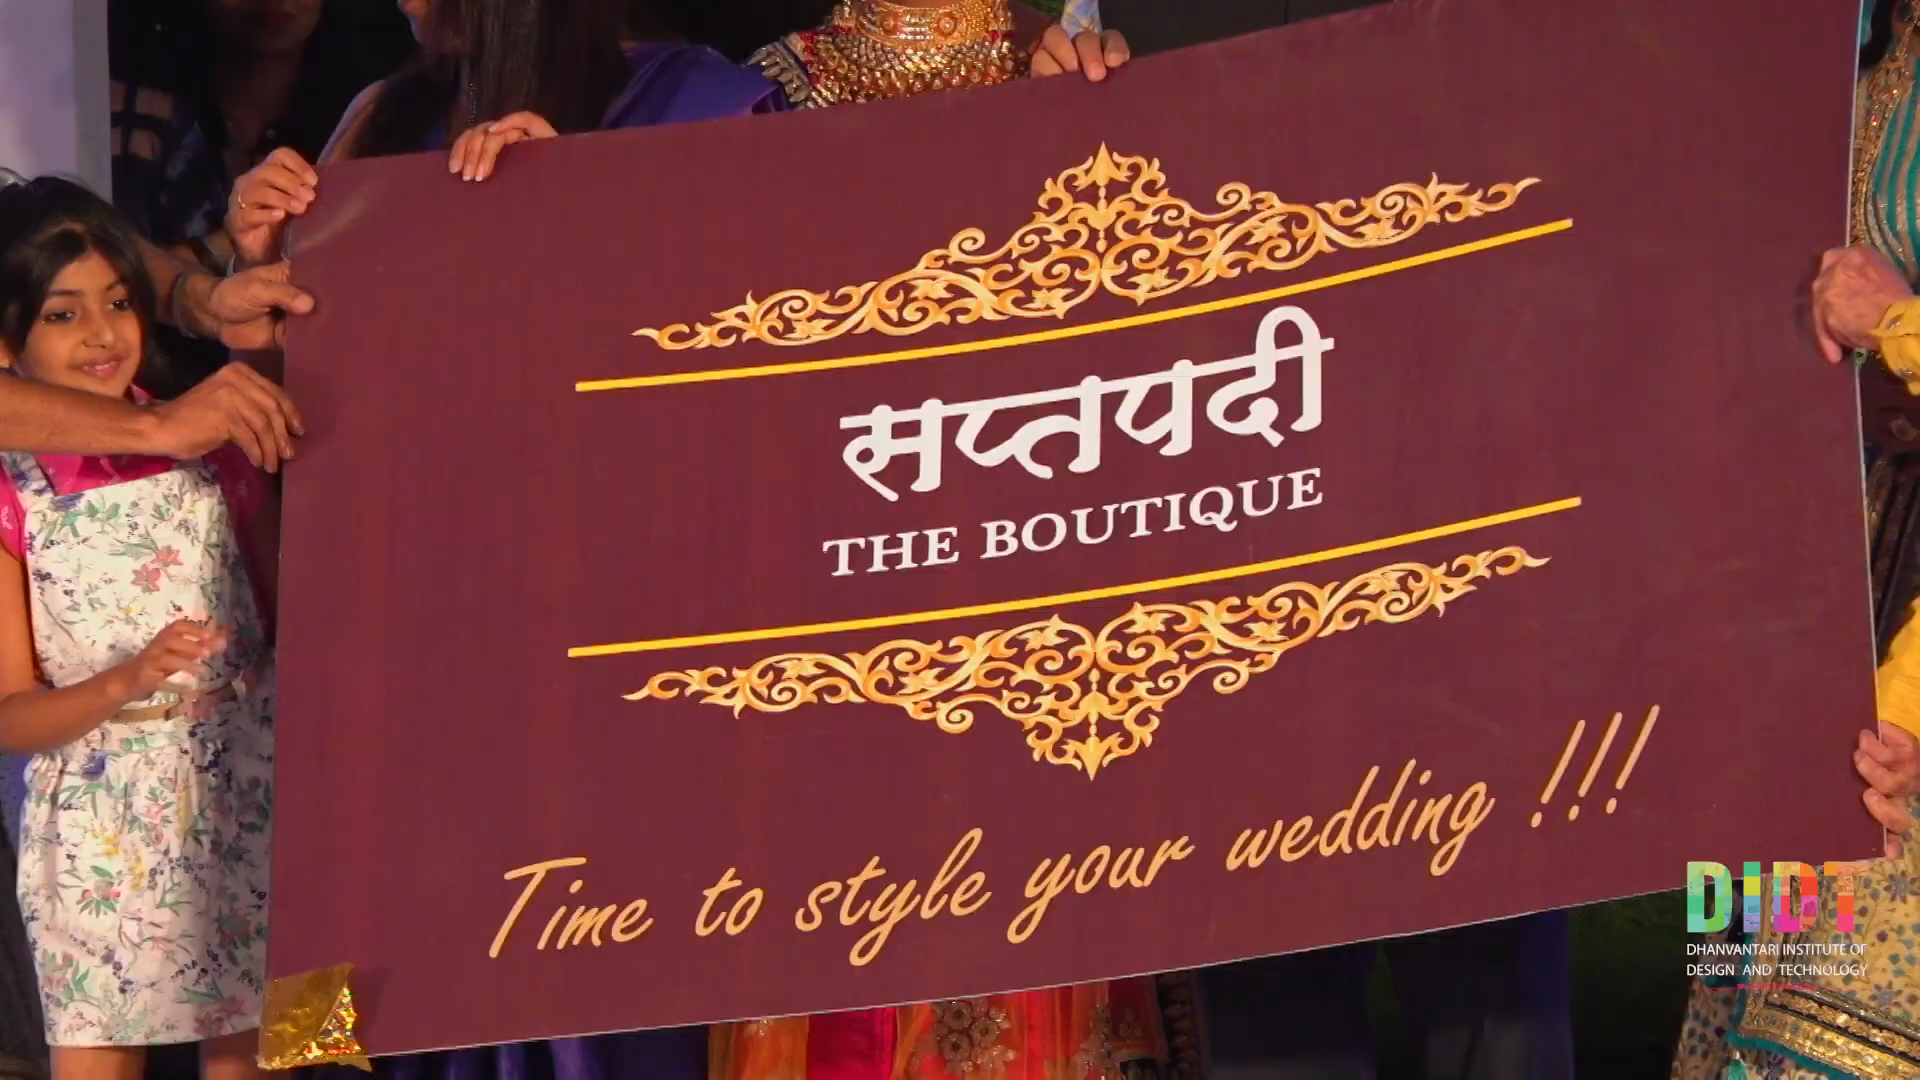 सप्तपदी
THE BOUTIQUE
Time to style your wedding !!!
DIDT
DHANVANTARI INSTITUTE OF
DESIGN AND TECHNOLOGY